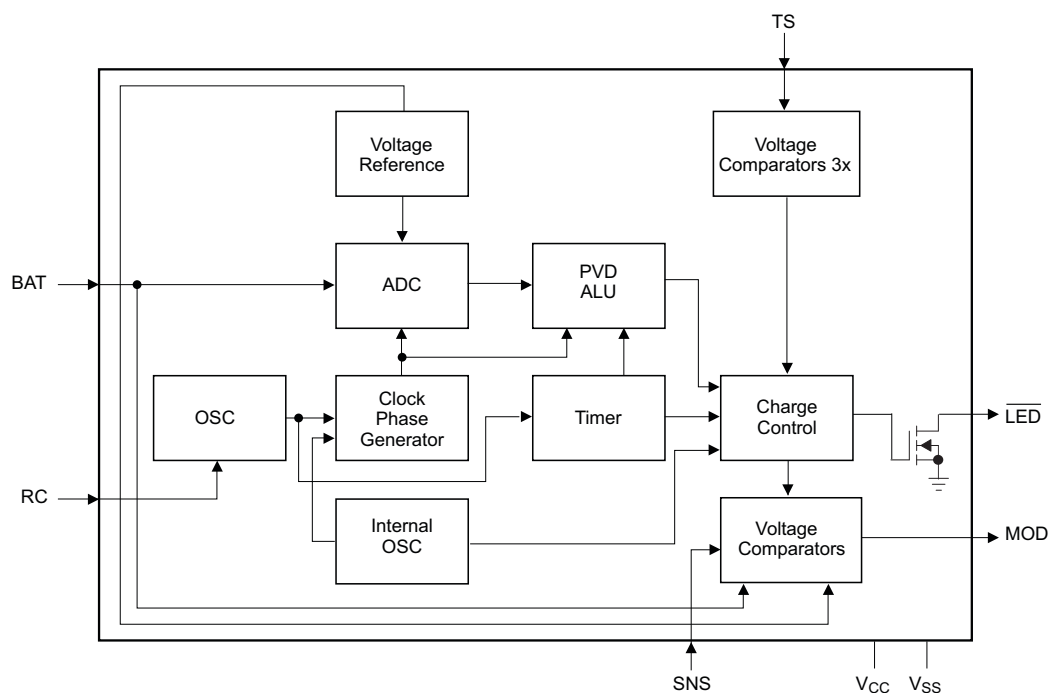 TS
Voltage
Reference
Voltage
Comparators 3x
BAT
ADC
PVD
ALU
OSC
Clock
Phase
Generator
Timer
Charge
Control
LED
RC
Internal
OSC
Voltage
Comparators
MOD
SNS
VCC
VSS